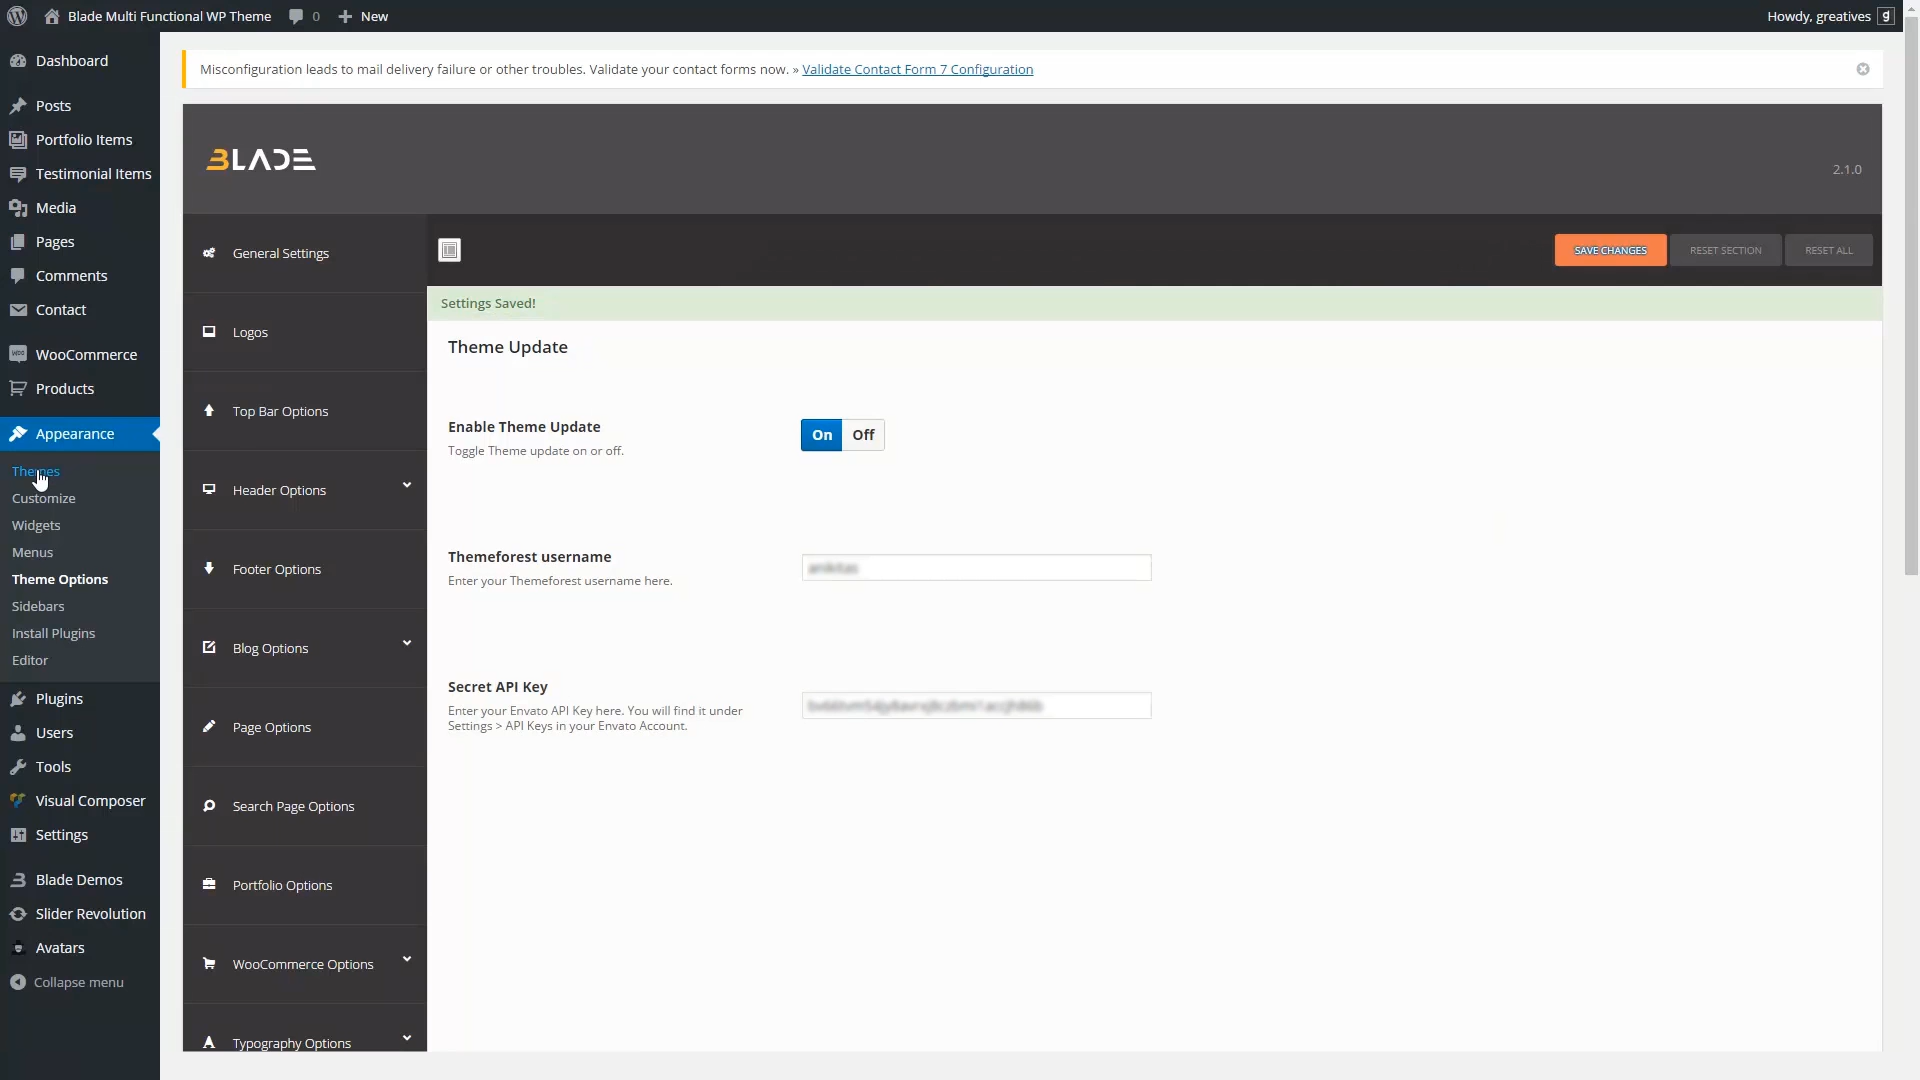 Blade Multi Functional WP Theme
0
New
Howdy, greatives
Dashboard
Posts
Portfolio Items
Testimonial Items
Media
Pages
Comments
Contact
WooCommerce
Products
Appearance
Themes
Customize
Widgets
Menus
Theme Options
Sidebars
Install Plugins
Editor
Plugins
Users
Tools
Visual Composer
Settings
Blade Demos
Slider Revolution
Avatars
Collapse menu
Misconfiguration leads to mail delivery failure or other troubles. Validate your contact forms now. » Validate Contact Form 7 Configuration
BLADE
2.1.0
General Settings
Logos
Top Bar Options
Header Options
Footer Options
Blog Options
Page Options
Search Page Options
Portfolio Options
WooCommerce Options
Typography Options
SAVE CHANGES
RESET SECTION
RESET ALL
Settings Saved!
Theme Update
Enable Theme Update
Toggle Theme update on or off.
On Off
Themeforest username
Enter your Themeforest username here.
Secret API Key
Enter your Envato API Key here. You will find it under
Settings > API Keys in your Envato Account.